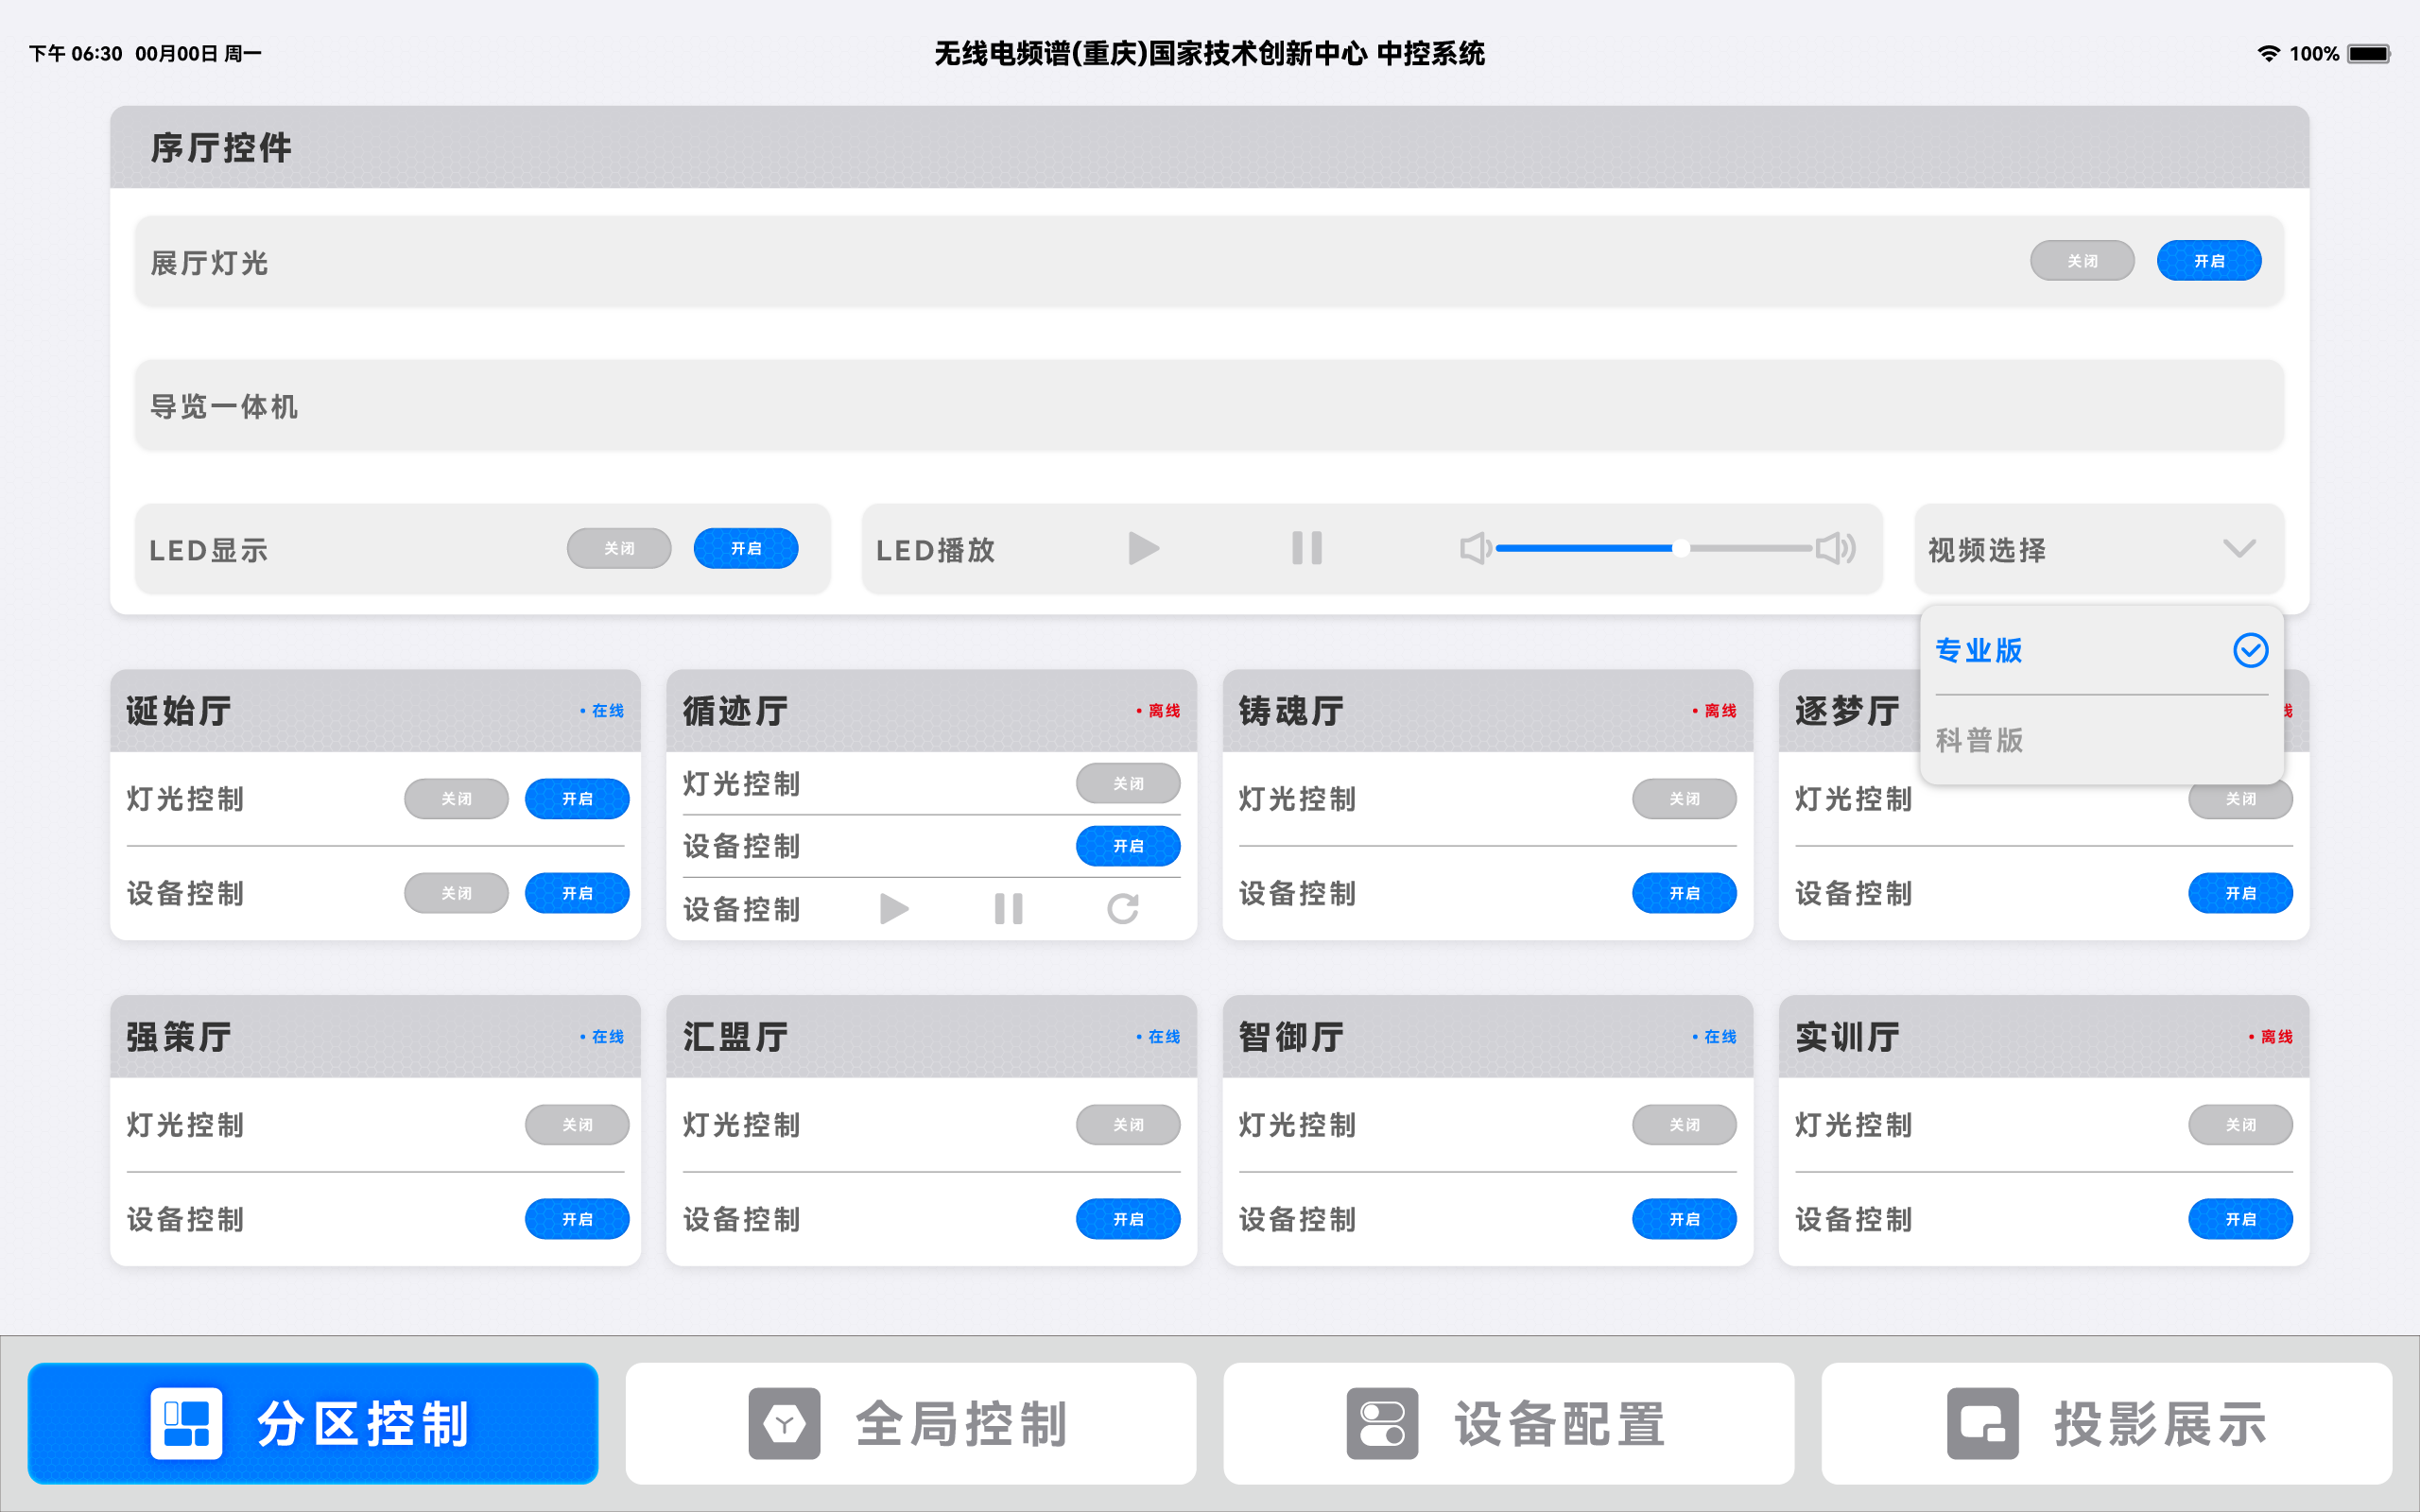 下午 06:30 00月00日 周一
无线电频谱(重庆)国家技术创新中心 中控系统
100%
序厅控件
展厅灯光
关闭
开启
导览一体机
LED显示
关闭
开启
LED播放
视频选择
专业版
科普版
诞始厅
• 在线
灯光控制
关闭
开启
设备控制
关闭
开启
循迹厅
• 离线
灯光控制
关闭
设备控制
开启
设备控制
铸魂厅
• 离线
灯光控制
关闭
设备控制
开启
逐梦厅
线
灯光控制
关闭
设备控制
开启
强策厅
• 在线
灯光控制
关闭
设备控制
开启
汇盟厅
• 在线
灯光控制
关闭
设备控制
开启
智御厅
• 在线
灯光控制
关闭
设备控制
开启
实训厅
• 离线
灯光控制
关闭
设备控制
开启
分区控制
全局控制
设备配置
投影展示